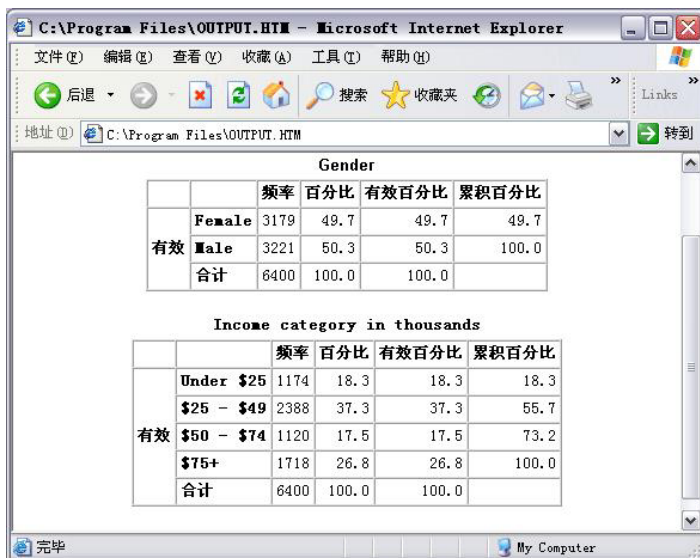 C:\Program Files\OUTPUT.HTM - Microsoft Internet Explorer
文件(F) 编辑(E) 查看(V) 收藏(A) 工具(T) 帮助(H)
后退 搜索 收藏夹 » Links »
地址(D) C:\Program Files\OUTPUT.HTM 转到
Gender
频率 百分比 有效百分比 累积百分比
有效 Female 3179 49.7 49.7 49.7
Male 3221 50.3 50.3 100.0
合计 6400 100.0 100.0
Income category in thousands
频率 百分比 有效百分比 累积百分比
有效 Under $25 1174 18.3 18.3 18.3
$25 - $49 2388 37.3 37.3 55.7
$50 - $74 1120 17.5 17.5 73.2
$75+ 1718 26.8 26.8 100.0
合计 6400 100.0 100.0
完毕 My Computer